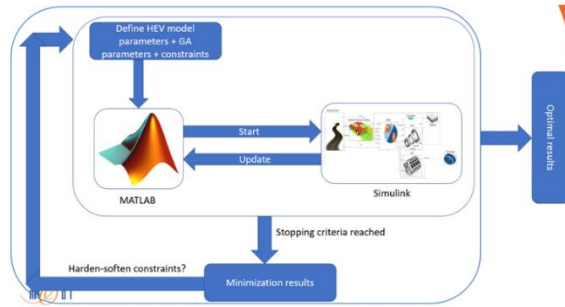 Define HEV model
parameters + GA
parameters + constraints
Start
Update
MATLAB
Simulink
Optimal results
Stopping criteria reached
Harden-soften constraints?
Minimization results